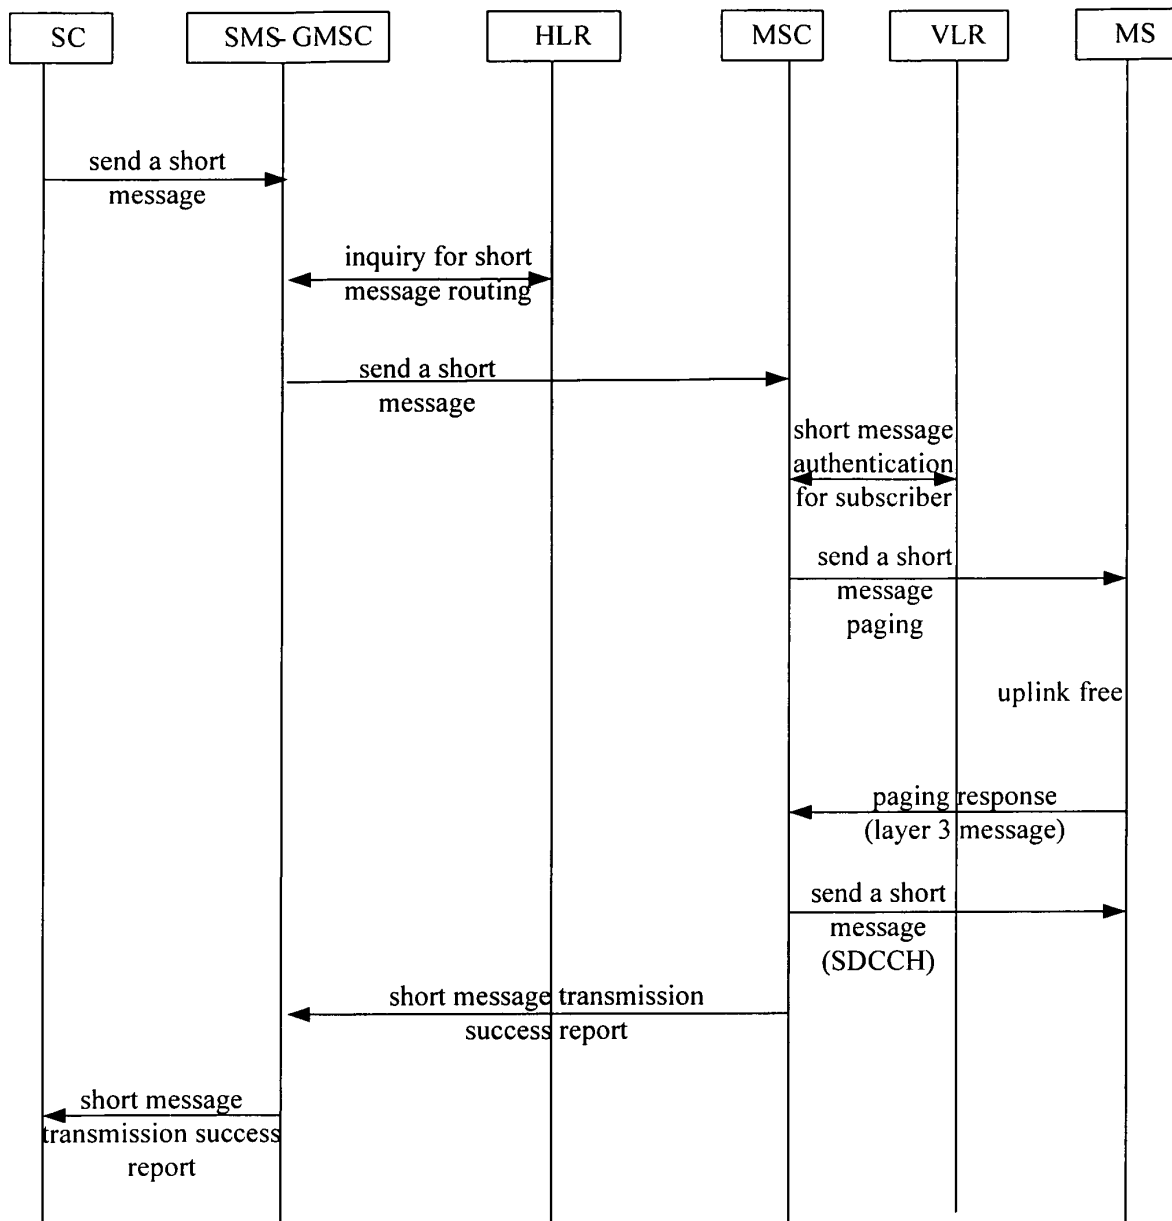 SC
SMS- GMSC
HLR
MSC
VLR
MS
send a short
message
inquiry for short
message routing
send a short
message
short message
authentication
for subscriber
send a short
message
paging
uplink free
paging response
(layer 3 message)
send a short
message
(SDCCH)
short message transmission
success report
short message
transmission success
report